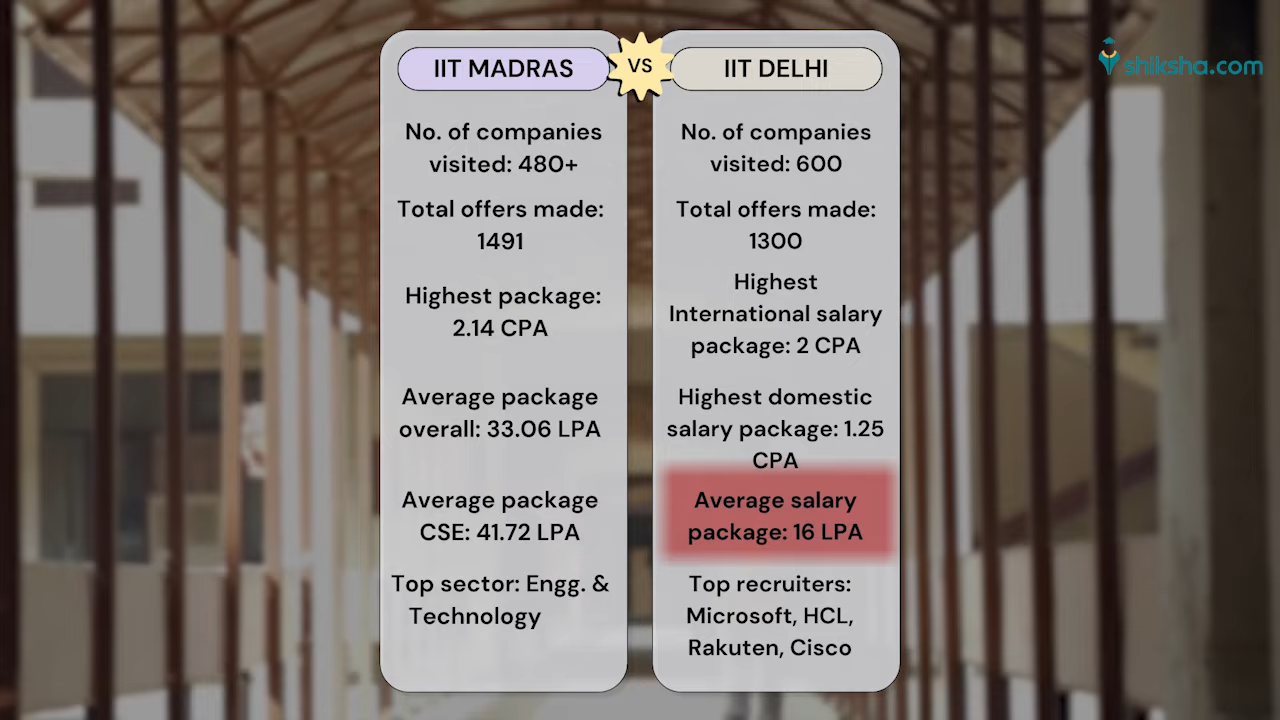 IIT MADRAS
VS
IIT DELHI
shiksha.com
No. of companies
visited: 480+
Total offers made:
1491
Highest package:
2.14 CPA
Average package
overall: 33.06 LPA
Average package
CSE: 41.72 LPA
Top sector: Engg. &
Technology
No. of companies
visited: 600
Total offers made:
1300
Highest
International salary
package: 2 CPA
Highest domestic
salary package: 1.25
CPA
Average salary
package: 16 LPA
Top recruiters:
Microsoft, HCL,
Rakuten, Cisco